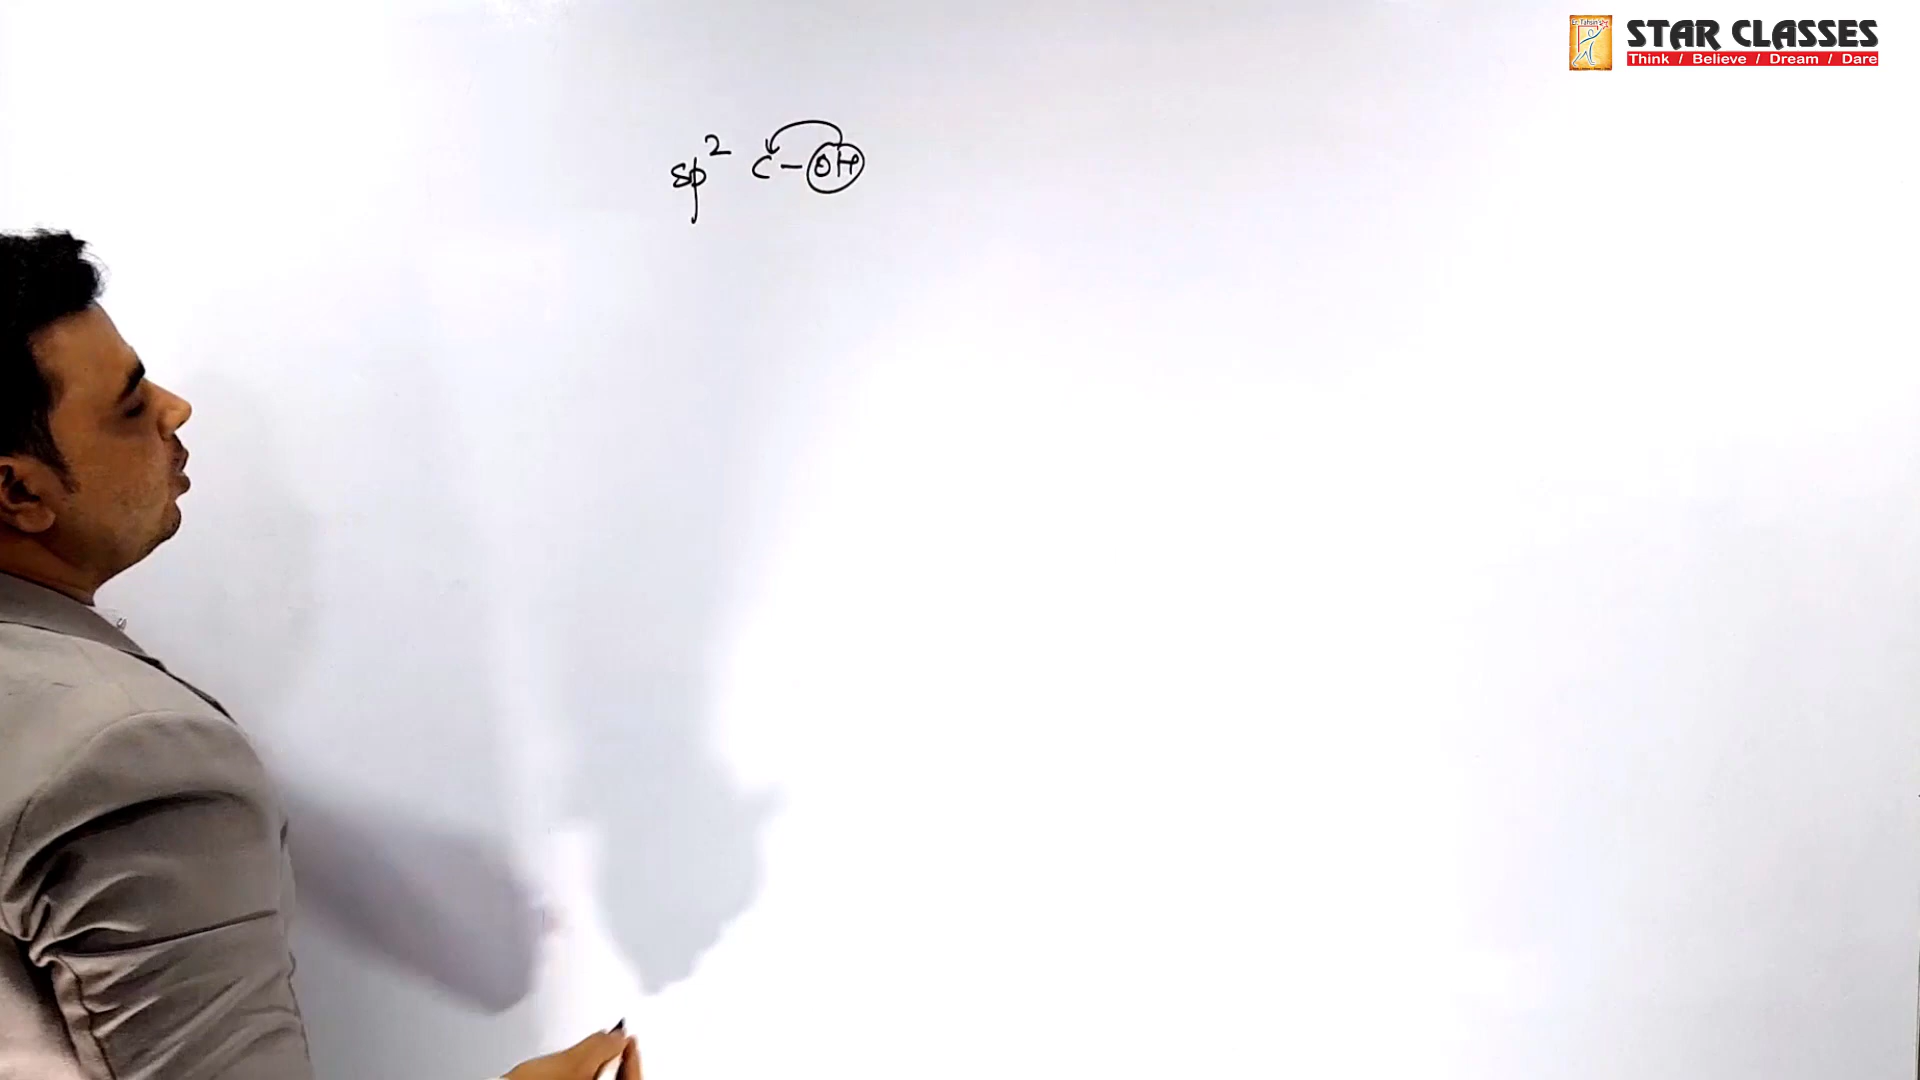 STAR CLASSES
Think / Believe / Dream / Dare
sp² C-OH